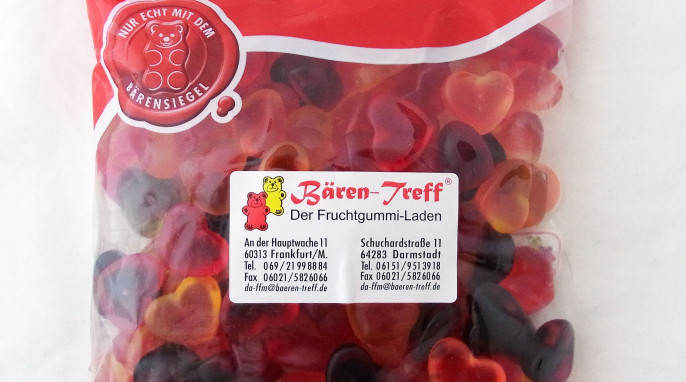 NUR ECHT MIT DEM
BÄRENSIEGEL
Bären-Treff®
Der Fruchtgummi-Laden
An der Hauptwache 11
60313 Frankfurt/M.
Tel. 069/21998884
Fax 06021/5826066
da-ffm@baeren-treff.de
Schuchardstraße 11
64283 Darmstadt
Tel. 06151/9513918
Fax 06021/5826066
da-ffm@baeren-treff.de